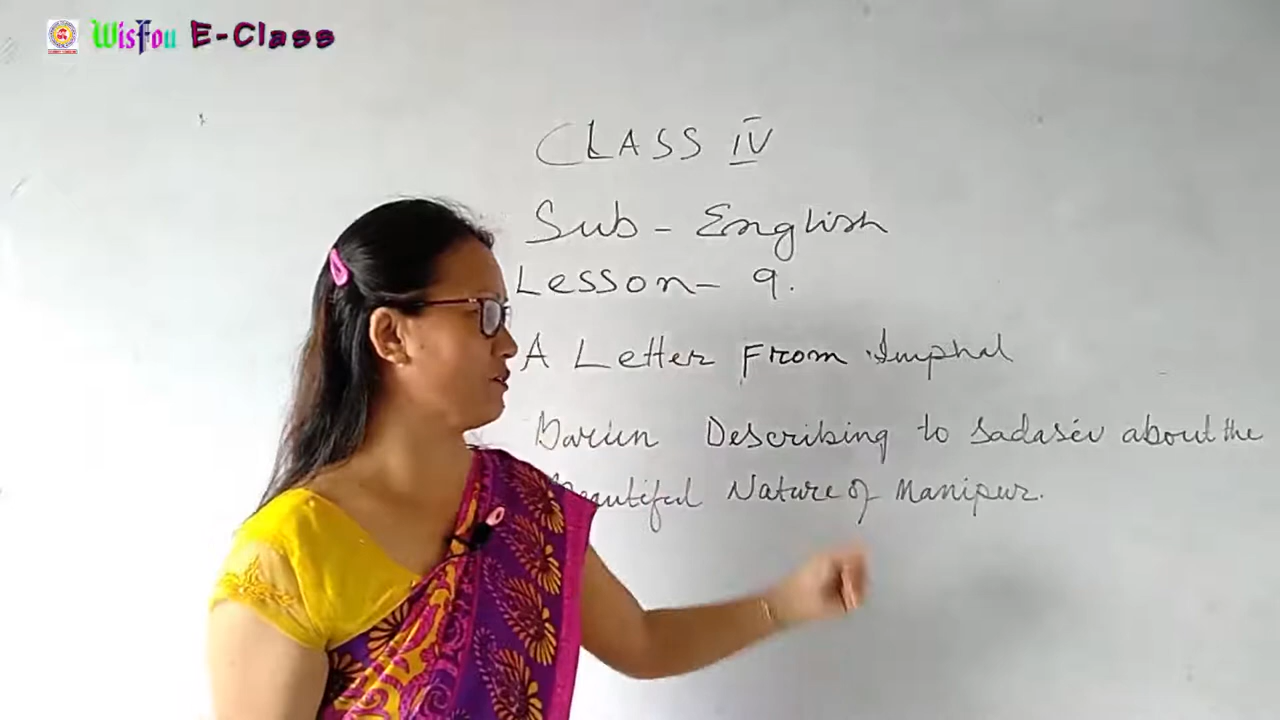 WisFou E-Class
CLASS IV
Sub - English
Lesson - 9.
A Letter From Imphal
Barun Describing to Sadasiv about the
Beautiful Nature of Manipur.